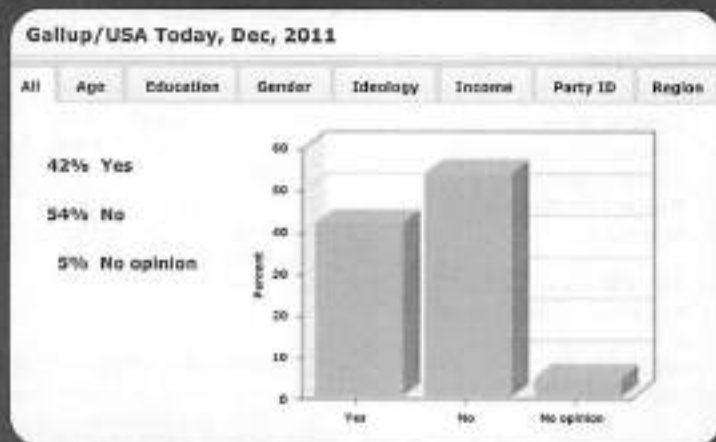 Gallup/USA Today, Dec, 2011
All Age Education Gender Ideology Income Party ID Region
42% Yes
54% No
5% No opinion
Percent
60
50
40
30
20
10
0
Yes No No opinion